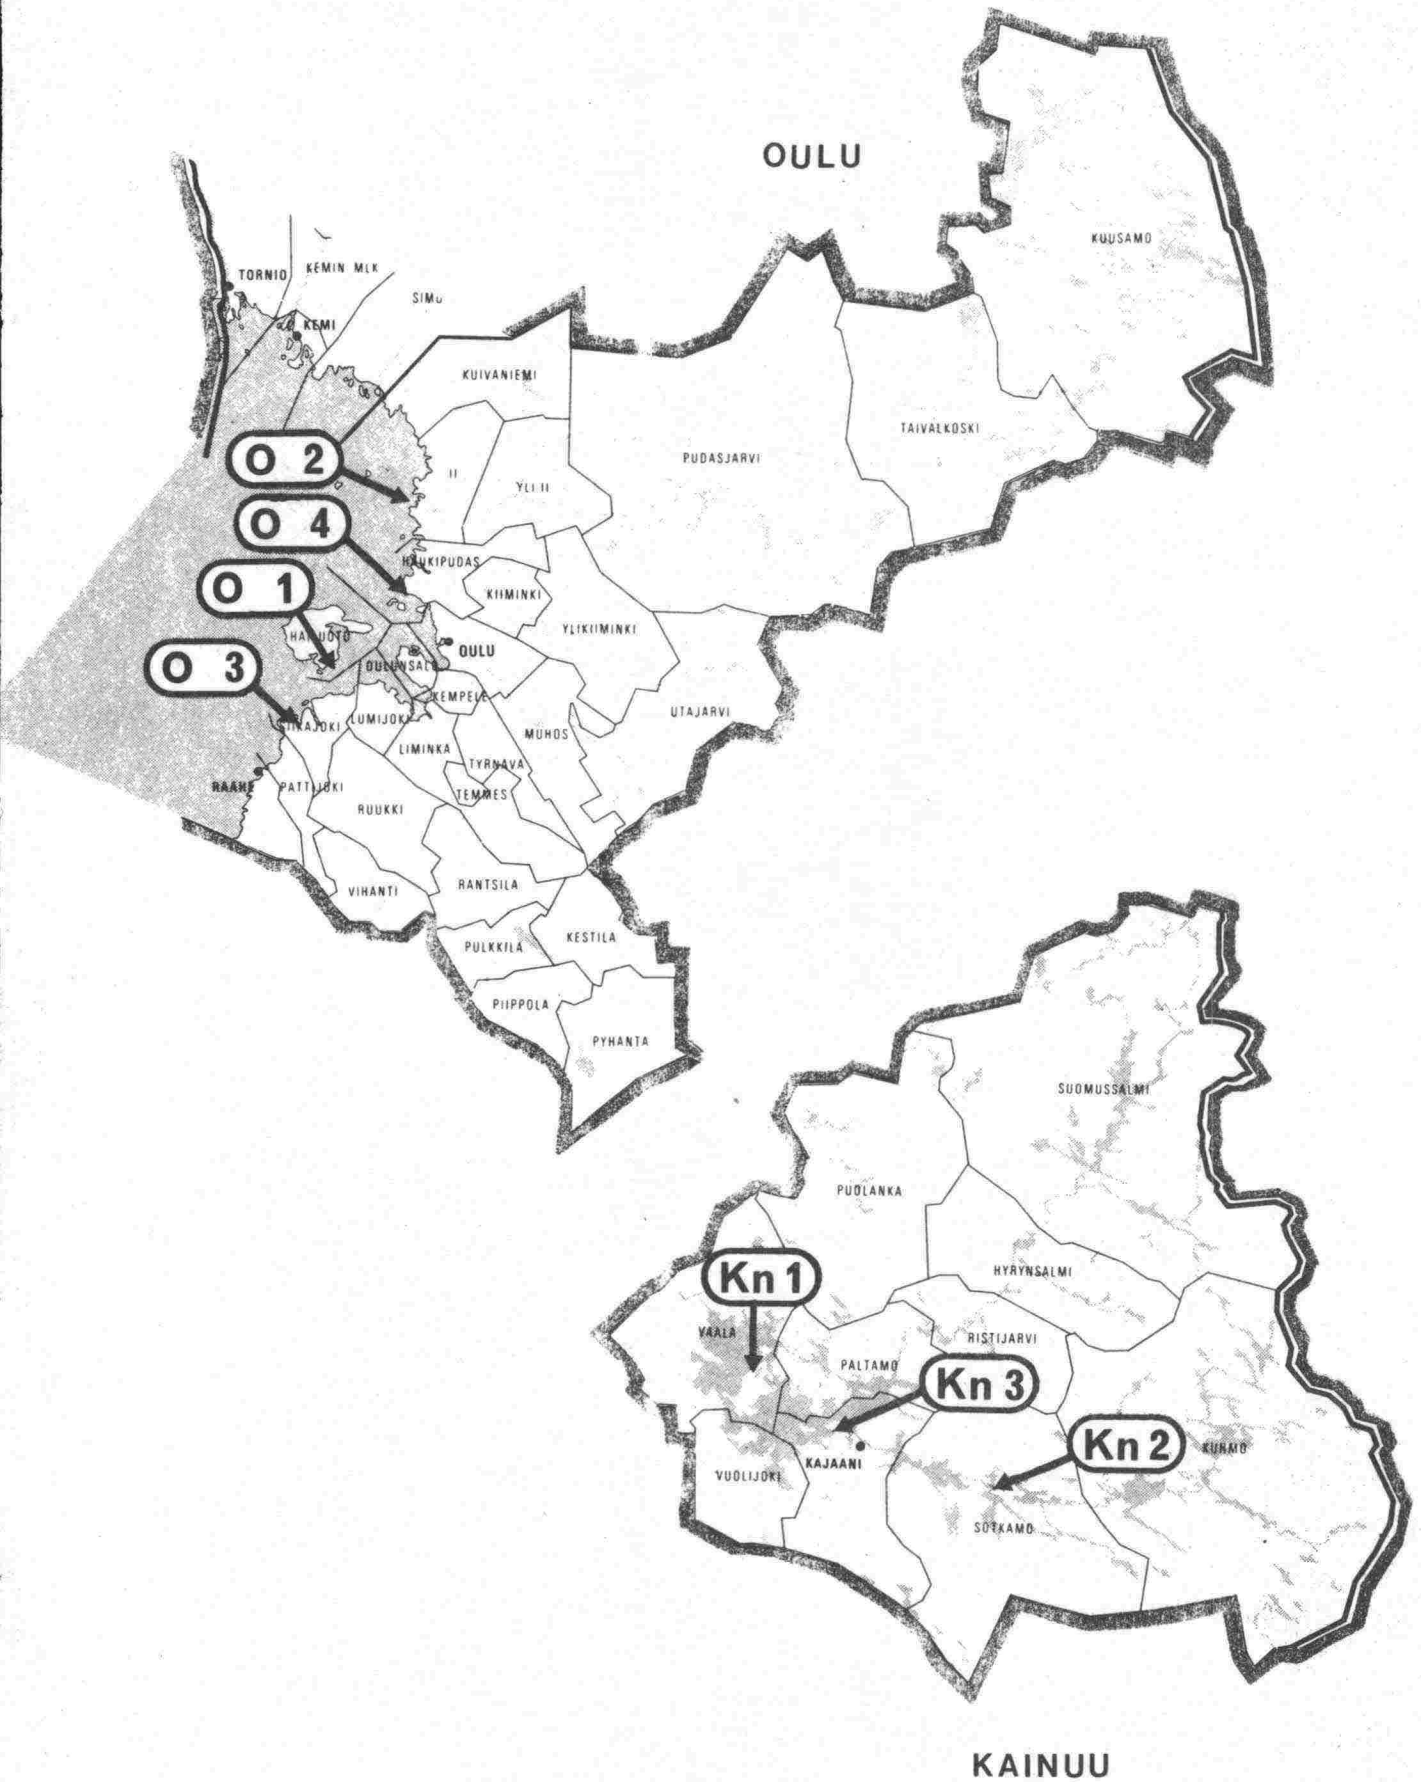 OULU
KUUSAMO
TORNIO
KEMIN MLK
KEMI
KUIVANIEMI
TAIVALKOSKI
PUDASJARVI
O 2
II
YLI II
O 4
HAUKIPUDAS
O 1
KIIMINKI
YLIKIIMINKI
OULU
O 3
KEMPELE
UTAJARVI
LUMIJOKI
MUHOS
LIMINKA
TYRNAVA
TEMMES
RUUKKI
VIHANTI
RANTSILA
PULKKILA
KESTILA
PIIPPOLA
PYHANTA
SUOMUSSALMI
PUOLANKA
HYRYNSALMI
Kn 1
VAALA
RISTIJARVI
PALTAMO
Kn 3
Kn 2
KUHMO
KAJAANI
VUOLIJOKI
SOTKAMO
KAINUU